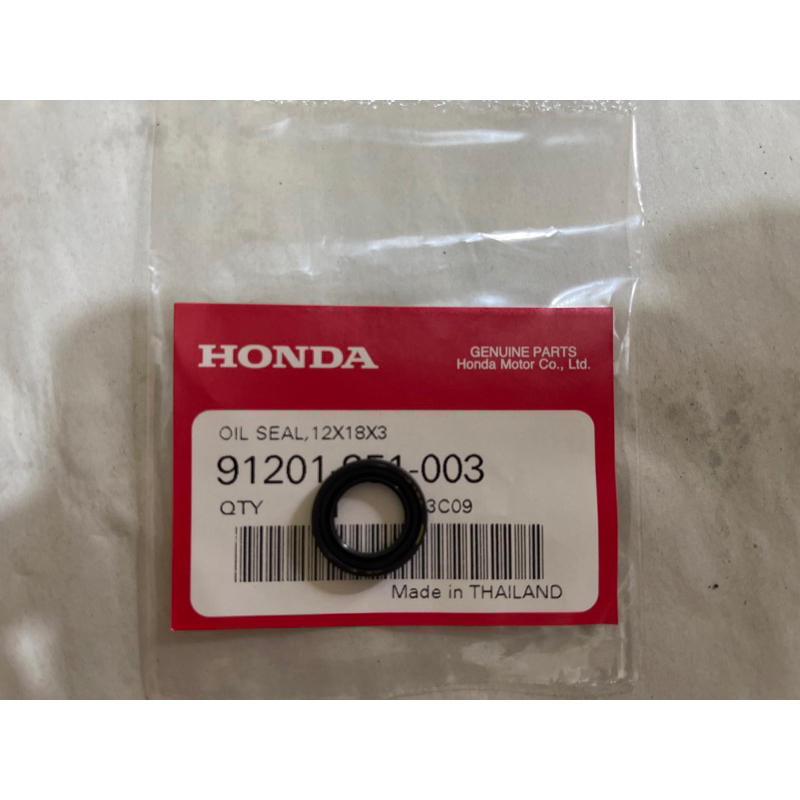 HONDA
GENUINE PARTS
Honda Motor Co., Ltd.
OIL SEAL,12X18X3
QTY
Made in THAILAND